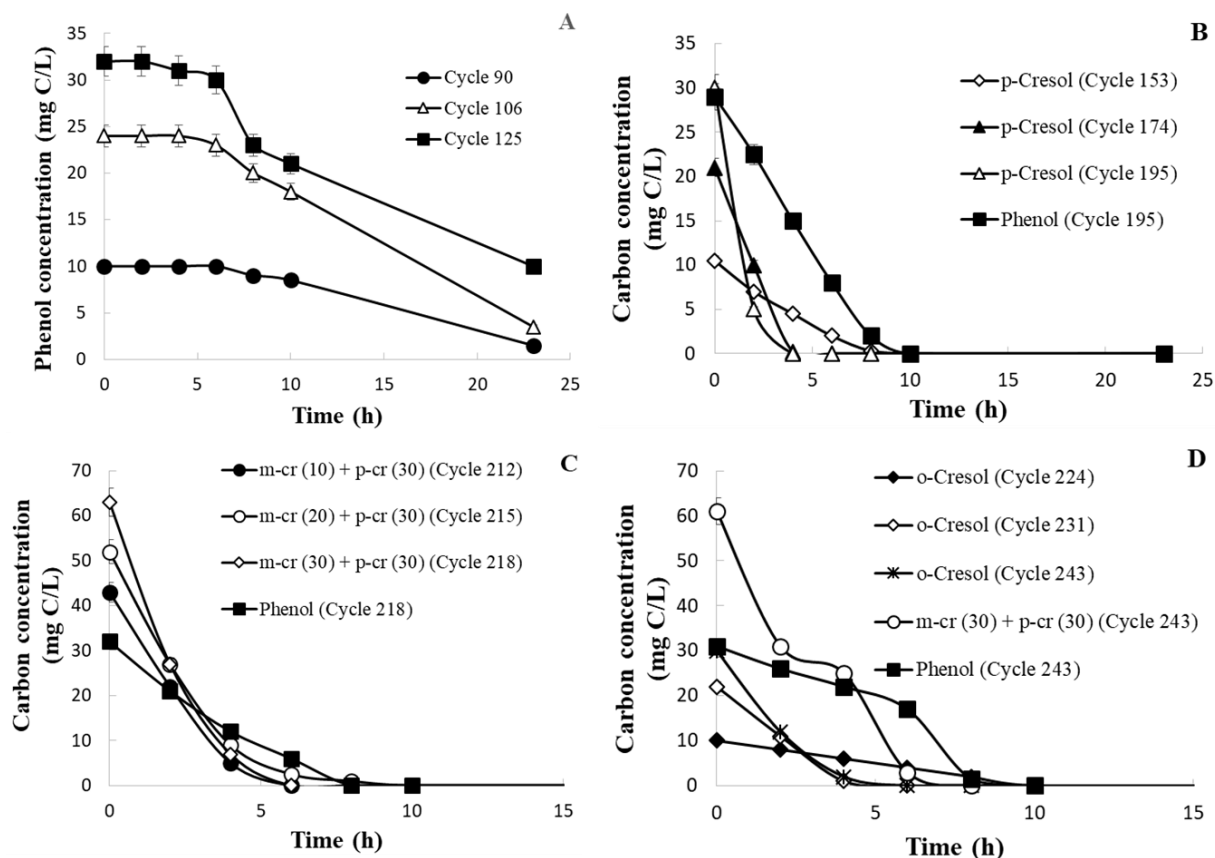 A
Phenol concentration (mg C/L)
35
30
25
20
15
10
5
0
0 5 10 15 20 25
Time (h)
Cycle 90
Cycle 106
Cycle 125
B
Carbon concentration
(mg C/L)
35
30
25
20
15
10
5
0
0 5 10 15 20 25
Time (h)
p-Cresol (Cycle 153)
p-Cresol (Cycle 174)
p-Cresol (Cycle 195)
Phenol (Cycle 195)
C
Carbon concentration
(mg C/L)
70
60
50
40
30
20
10
0
0 5 10 15
Time (h)
m-cr (10) + p-cr (30) (Cycle 212)
m-cr (20) + p-cr (30) (Cycle 215)
m-cr (30) + p-cr (30) (Cycle 218)
Phenol (Cycle 218)
D
Carbon concentration
(mg C/L)
70
60
50
40
30
20
10
0
0 5 10 15
Time (h)
o-Cresol (Cycle 224)
o-Cresol (Cycle 231)
o-Cresol (Cycle 243)
m-cr (30) + p-cr (30) (Cycle 243)
Phenol (Cycle 243)